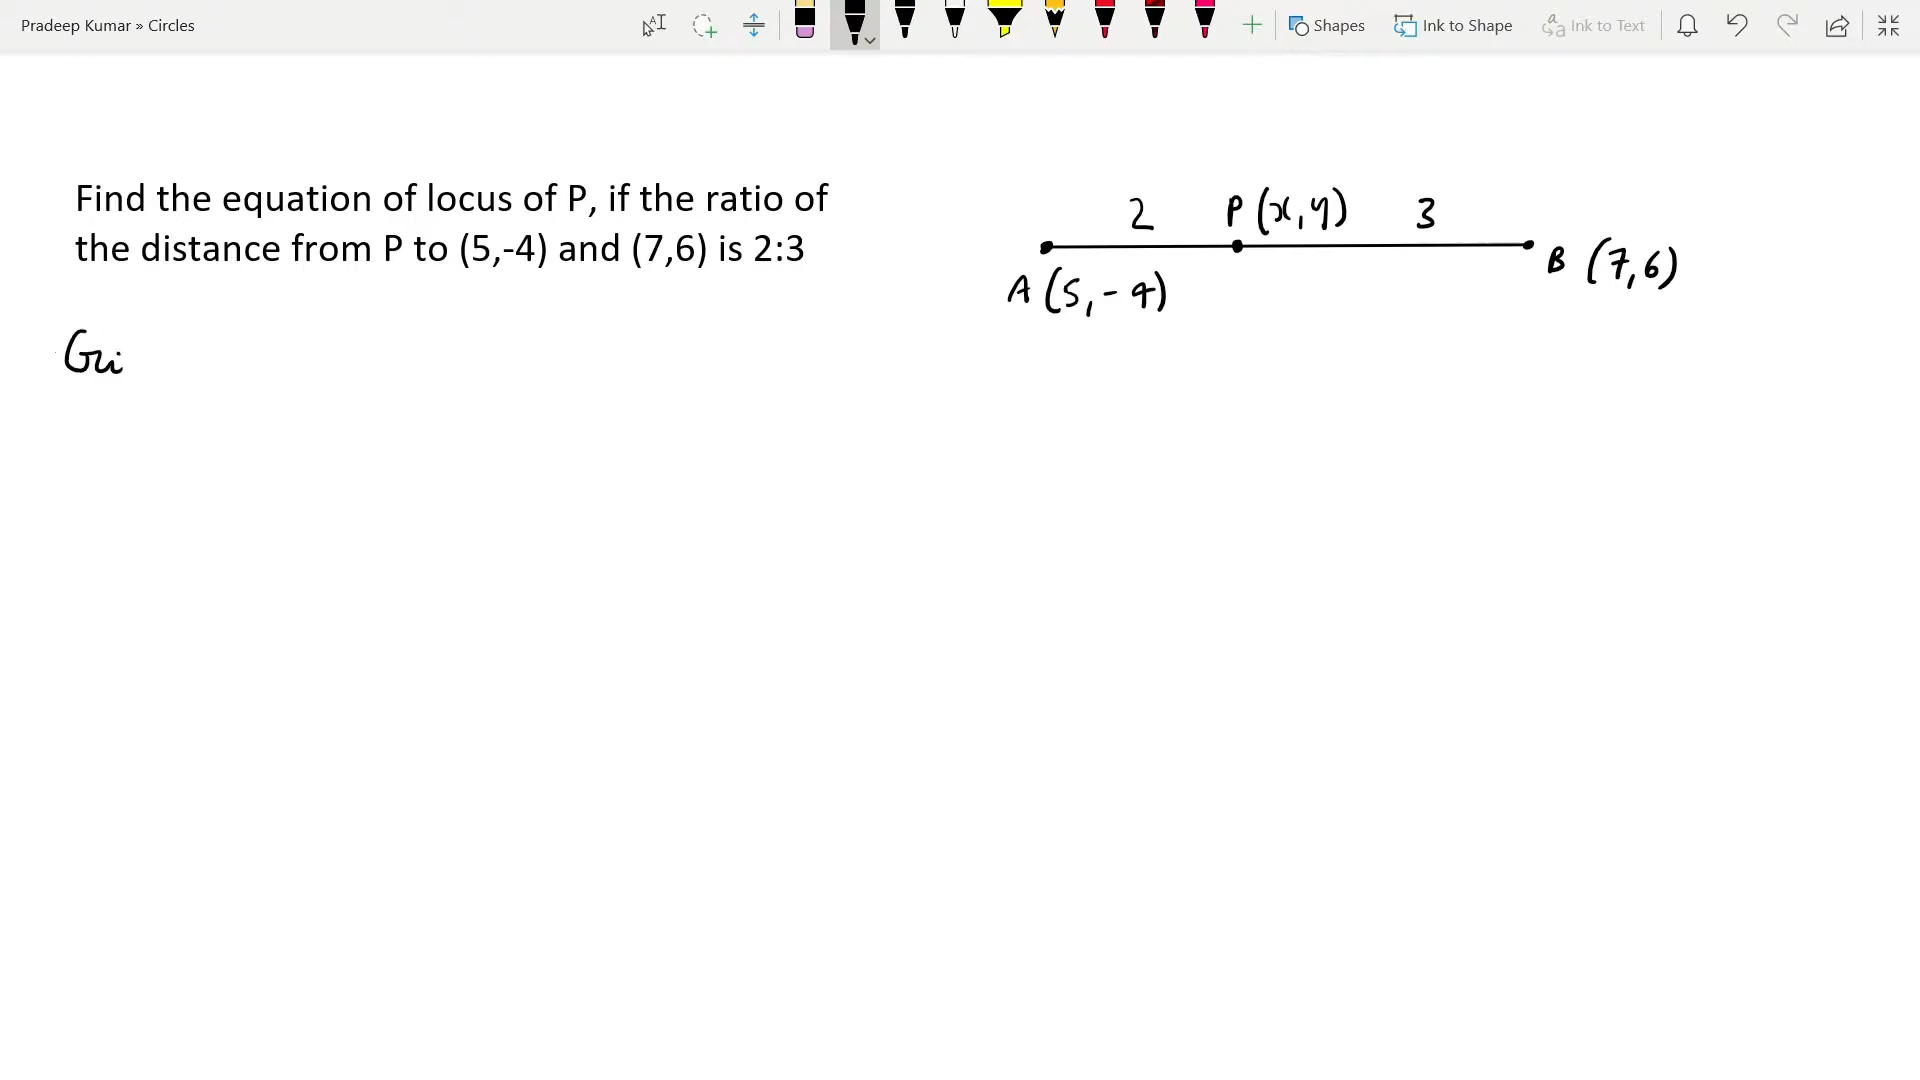 Pradeep Kumar » Circles
Shapes
Ink to Shape
Ink to Text
Find the equation of locus of P, if the ratio of
the distance from P to (5,-4) and (7,6) is 2:3
2 P (x,y) 3
A (5,-4)
B (7,6)
Gi